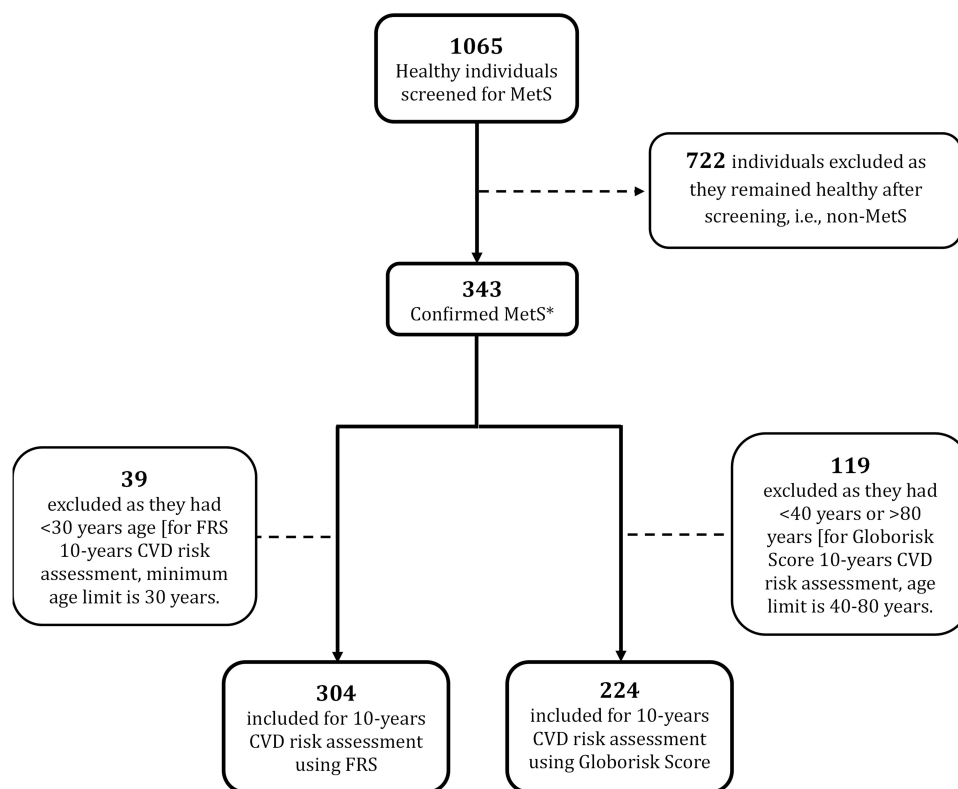 1065
Healthy individuals
screened for MetS
722 individuals excluded as
they remained healthy after
screening, i.e., non-MetS
343
Confirmed MetS*
39
excluded as they had
<30 years age [for FRS
10-years CVD risk
assessment, minimum
age limit is 30 years.
119
excluded as they had
<40 years or >80
years [for Globorisk
Score 10-years CVD
risk assessment, age
limit is 40-80 years.
304
included for 10-years
CVD risk assessment
using FRS
224
included for 10-years
CVD risk assessment
using Globorisk Score